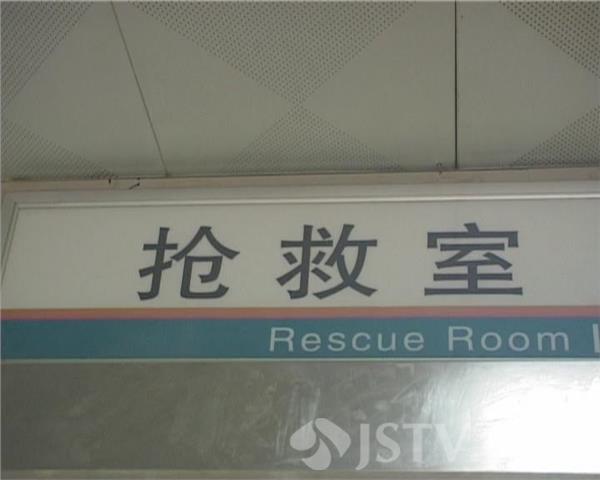 抢救室
Rescue Room
JSTV